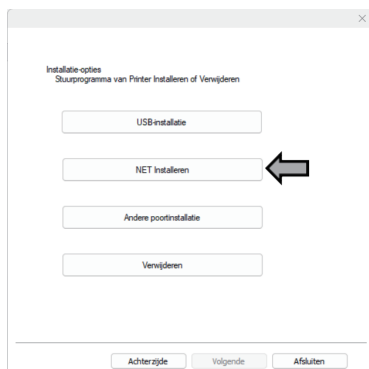 Installatie-opties
Stuurprogramma van Printer Installeren of Verwijderen
USB-installatie
NET Installeren
Andere poortinstallatie
Verwijderen
Achterzijde Volgende Afsluiten